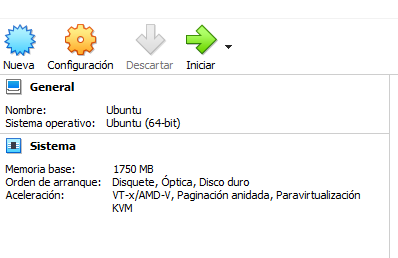 Nueva Configuración Descartar Iniciar
General
Nombre: Ubuntu
Sistema operativo: Ubuntu (64-bit)
Sistema
Memoria base: 1750 MB
Orden de arranque: Disquete, Óptica, Disco duro
Aceleración: VT-x/AMD-V, Paginación anidada, Paravirtualización
KVM